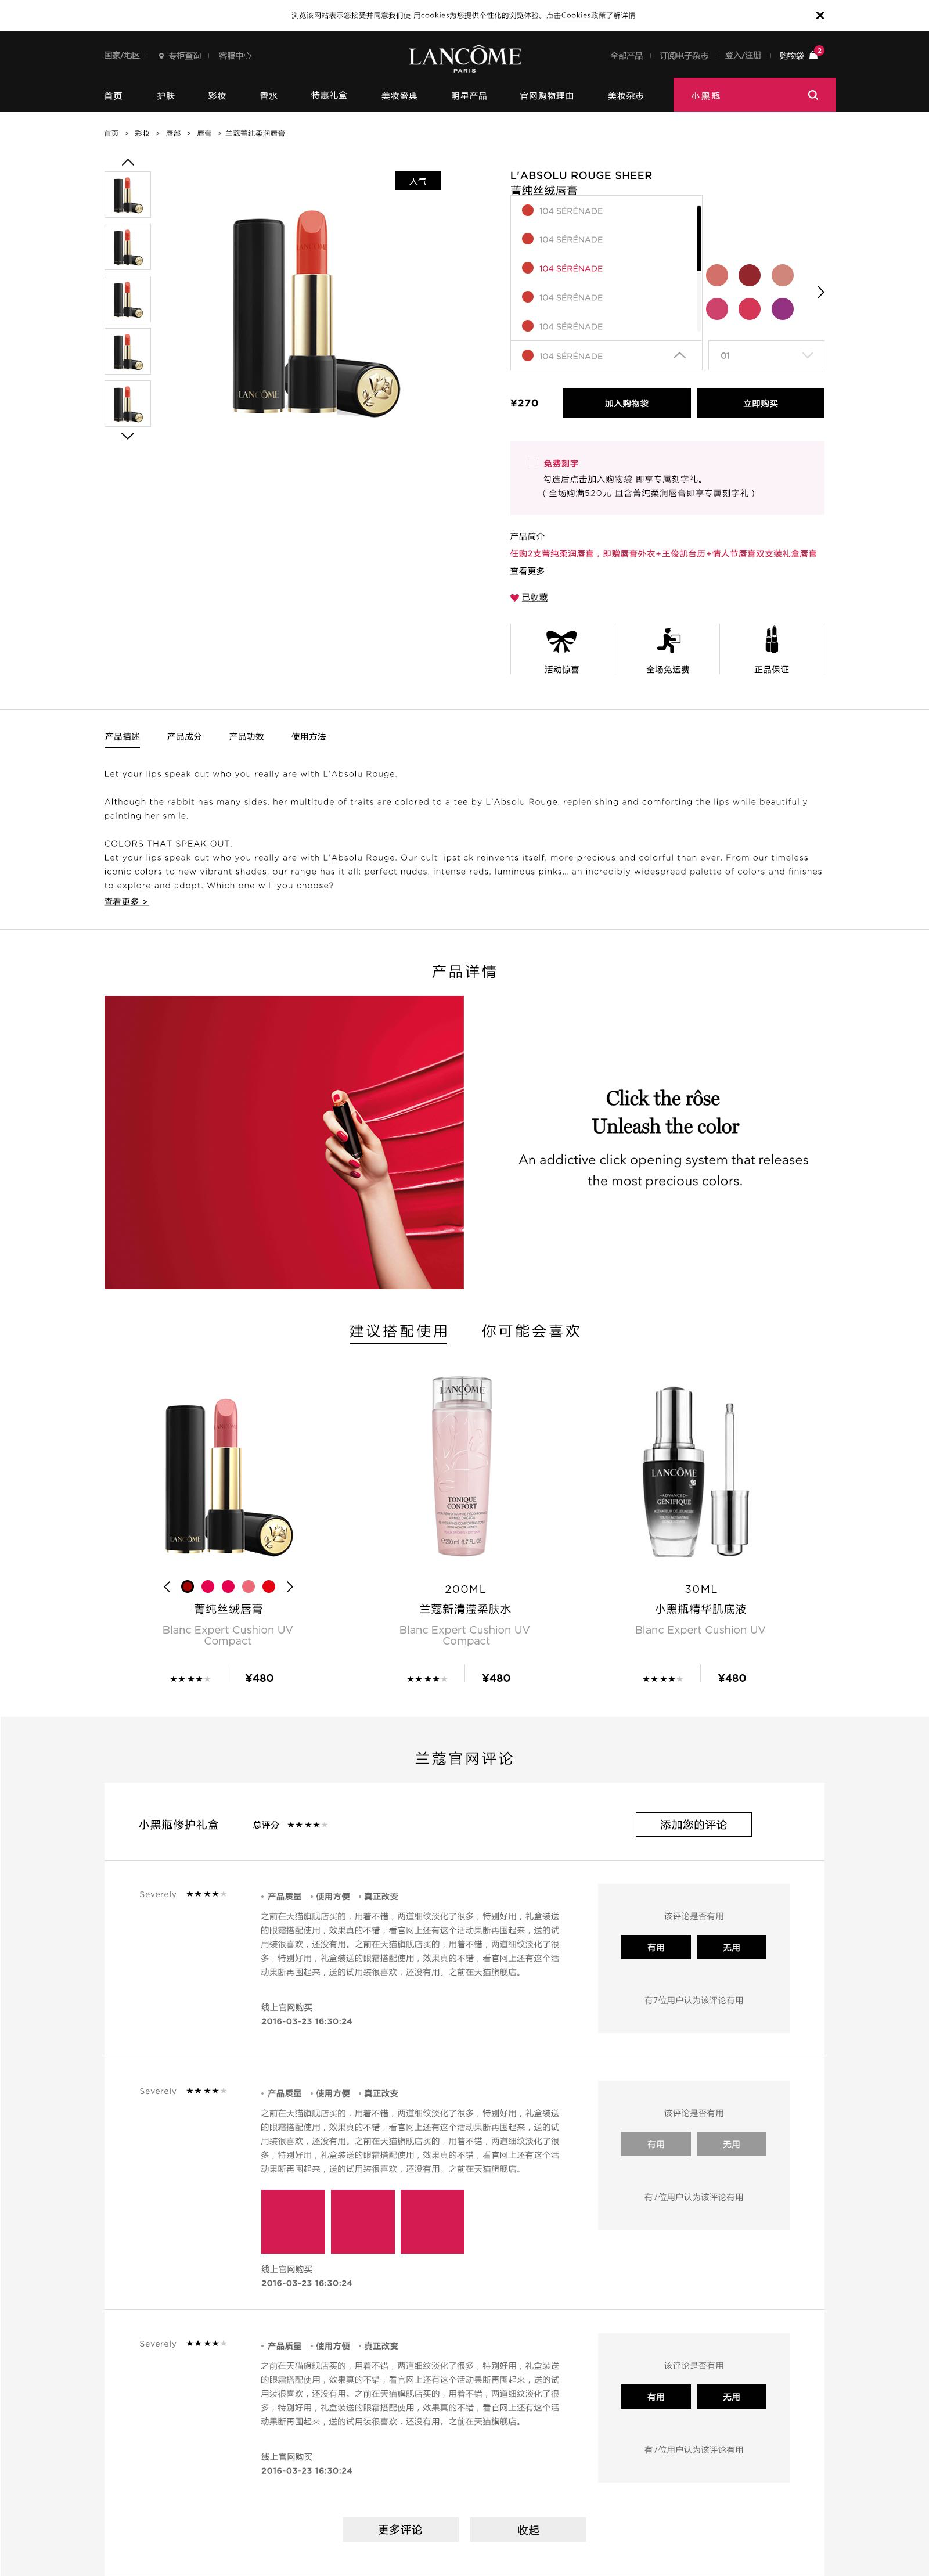 浏览该网站表示您接受并同意我们使 用cookies为您提供个性化的浏览体验。点击Cookies政策了解详情
国家/地区
专柜查询
客服中心
LANCÔME
PARIS
全部产品
订阅电子杂志
登入/注册
购物袋
2
首页
护肤
彩妆
香水
特惠礼盒
美妆盛典
明星产品
官网购物理由
美妆杂志
小黑瓶
首页 > 彩妆 > 唇部 > 唇膏 > 兰蔻菁纯柔润唇膏
人气
LANCÔME
L'ABSOLU ROUGE SHEER
菁纯丝绒唇膏
104 SÉRÉNADE
104 SÉRÉNADE
104 SÉRÉNADE
104 SÉRÉNADE
104 SÉRÉNADE
104 SÉRÉNADE
01
¥270
加入购物袋
立即购买
免费刻字
勾选后点击加入购物袋 即享专属刻字礼。
( 全场购满520元 且含菁纯柔润唇膏即享专属刻字礼 )
产品简介
任购2支菁纯柔润唇膏，即赠唇膏外衣+王俊凯台历+情人节唇膏双支装礼盒唇膏
查看更多
已收藏
活动惊喜
全场免运费
正品保证
产品描述
产品成分
产品功效
使用方法
Let your lips speak out who you really are with L'Absolu Rouge.
Although the rabbit has many sides, her multitude of traits are colored to a tee by L'Absolu Rouge, replenishing and comforting the lips while beautifully
painting her smile.
COLORS THAT SPEAK OUT.
Let your lips speak out who you really are with L'Absolu Rouge. Our cult lipstick reinvents itself, more precious and colorful than ever. From our timeless
iconic colors to new vibrant shades, our range has it all: perfect nudes, intense reds, luminous pinks... an incredibly widespread palette of colors and finishes
to explore and adopt. Which one will you choose?
查看更多 >
产品详情
Click the rôse
Unleash the color
An addictive click opening system that releases
the most precious colors.
建议搭配使用
你可能会喜欢
LANCÔME
LANCÔME
TONIQUE
CONFORT
LANCÔME
ADVANCED
GÉNIFIQUE
菁纯丝绒唇膏
Blanc Expert Cushion UV
Compact
★★★★★
¥480
200ML
兰蔻新清滢柔肤水
Blanc Expert Cushion UV
Compact
★★★★★
¥480
30ML
小黑瓶精华肌底液
Blanc Expert Cushion UV
★★★★★
¥480
兰蔻官网评论
小黑瓶修护礼盒
总评分 ★★★★★
添加您的评论
Severely ★★★★★
• 产品质量 • 使用方便 • 真正改变
之前在天猫旗舰店买的，用着不错，两道细纹淡化了很多，特别好用，礼盒装送
的眼霜搭配使用，效果真的不错，看官网上还有这个活动果断再囤起来，送的试
用装很喜欢，还没有用。之前在天猫旗舰店买的，用着不错，两道细纹淡化了很
多，特别好用，礼盒装送的眼霜搭配使用，效果真的不错，看官网上还有这个活
动果断再囤起来，送的试用装很喜欢，还没有用。之前在天猫旗舰店。
线上官网购买
2016-03-23 16:30:24
该评论是否有用
有用
无用
有7位用户认为该评论有用
Severely ★★★★★
• 产品质量 • 使用方便 • 真正改变
之前在天猫旗舰店买的，用着不错，两道细纹淡化了很多，特别好用，礼盒装送
的眼霜搭配使用，效果真的不错，看官网上还有这个活动果断再囤起来，送的试
用装很喜欢，还没有用。之前在天猫旗舰店买的，用着不错，两道细纹淡化了很
多，特别好用，礼盒装送的眼霜搭配使用，效果真的不错，看官网上还有这个活
动果断再囤起来，送的试用装很喜欢，还没有用。之前在天猫旗舰店。
线上官网购买
2016-03-23 16:30:24
该评论是否有用
有用
无用
有7位用户认为该评论有用
Severely ★★★★★
• 产品质量 • 使用方便 • 真正改变
之前在天猫旗舰店买的，用着不错，两道细纹淡化了很多，特别好用，礼盒装送
的眼霜搭配使用，效果真的不错，看官网上还有这个活动果断再囤起来，送的试
用装很喜欢，还没有用。之前在天猫旗舰店买的，用着不错，两道细纹淡化了很
多，特别好用，礼盒装送的眼霜搭配使用，效果真的不错，看官网上还有这个活
动果断再囤起来，送的试用装很喜欢，还没有用。之前在天猫旗舰店。
线上官网购买
2016-03-23 16:30:24
该评论是否有用
有用
无用
有7位用户认为该评论有用
更多评论
收起